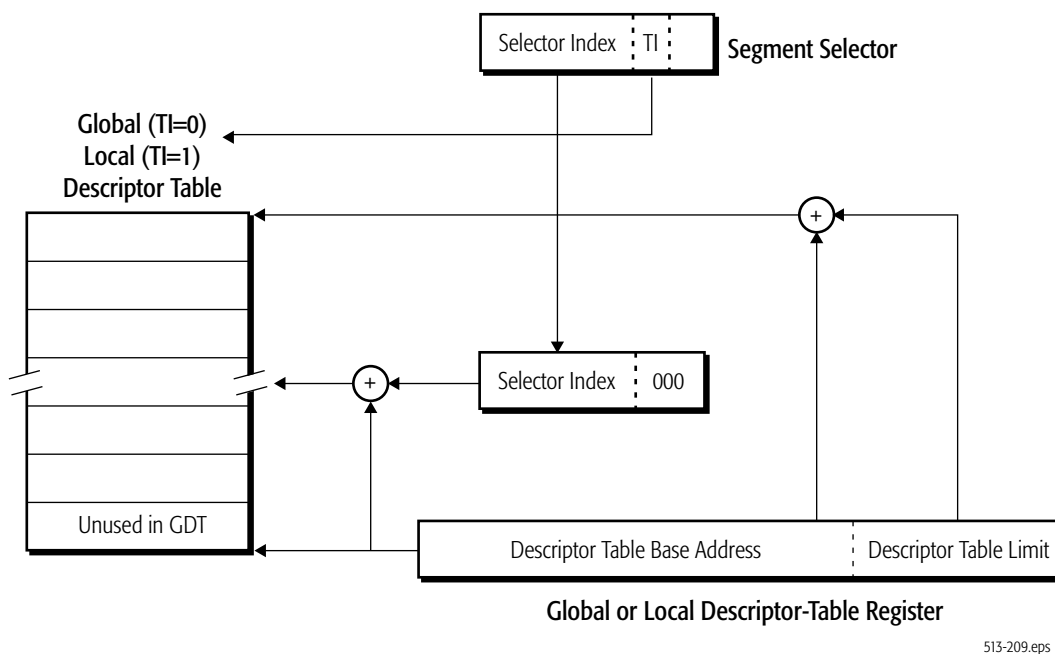 Selector Index TI
Segment Selector
Global (TI=0)
Local (TI=1)
Descriptor Table
+
Selector Index 000
+
Unused in GDT
Descriptor Table Base Address Descriptor Table Limit
Global or Local Descriptor-Table Register
513-209.eps